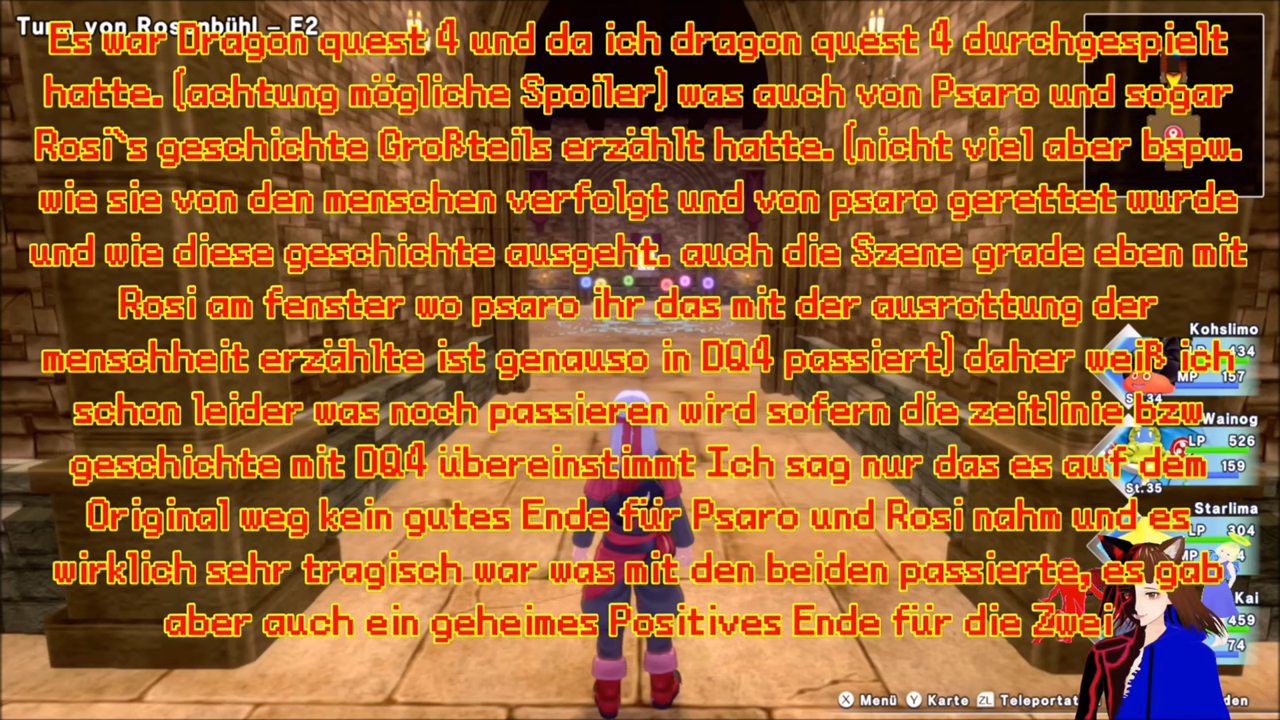 Turm von Rosenbühl – E2
Es war Dragon quest 4 und da ich dragon quest 4 durchgespielt
hatte. (achtung mögliche Spoiler) was auch von Psaro und sogar
Rosi`s geschichte Großteils erzählt hatte. (nicht viel aber bspw.
wie sie von den menschen verfolgt und von psaro gerettet wurde
und wie diese geschichte ausgeht. auch die Szene grade eben mit
Rosi am fenster wo psaro ihr das mit der ausrottung der
menschheit erzählte ist genauso in DQ4 passiert) daher weiß ich
schon leider was noch passieren wird sofern die zeitlinie bzw
geschichte mit DQ4 übereinstimmt Ich sag nur das es auf dem
Original weg kein gutes Ende für Psaro und Rosi nahm und es
wirklich sehr tragisch war was mit den beiden passierte, es gab
aber auch ein geheimes Positives Ende für die Zwei
Kohslimo
434
MP 157
St.34
Wainog
LP 526
159
St.35
Starlima
LP 304
MP
Kai
459
74
X Menü Y Karte ZL Teleportat